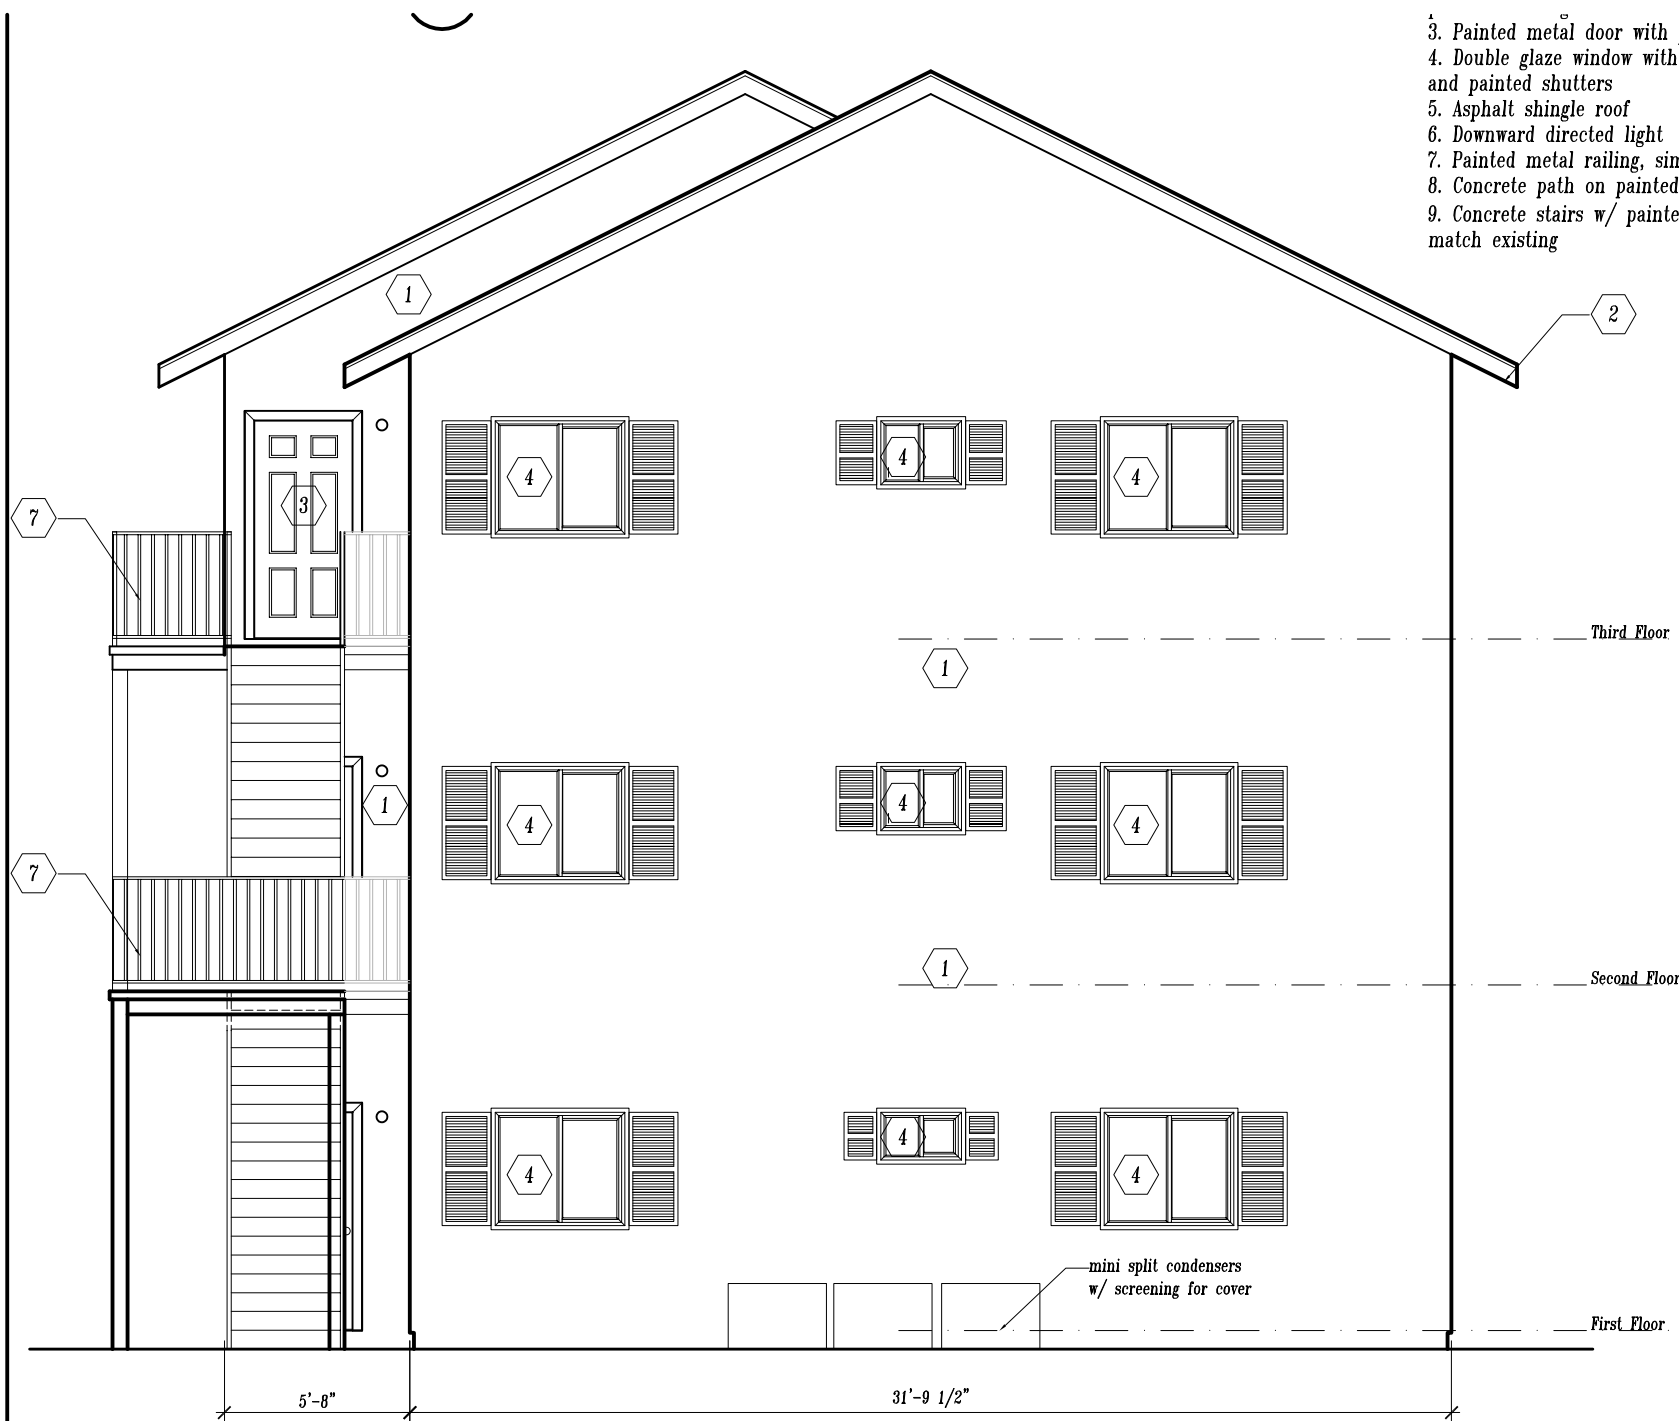 3. Painted metal door with
4. Double glaze window with
and painted shutters
5. Asphalt shingle roof
6. Downward directed light
7. Painted metal railing,
8. Concrete path on painted
9. Concrete stairs w/
match existing
1
2
4
4
4
3
7
Third Floor
1
1
4
4
4
7
1
Second Floor
4
4
4
mini split condensers
w/ screening for cover
First Floor
5'-8"
31'-9 1/2"